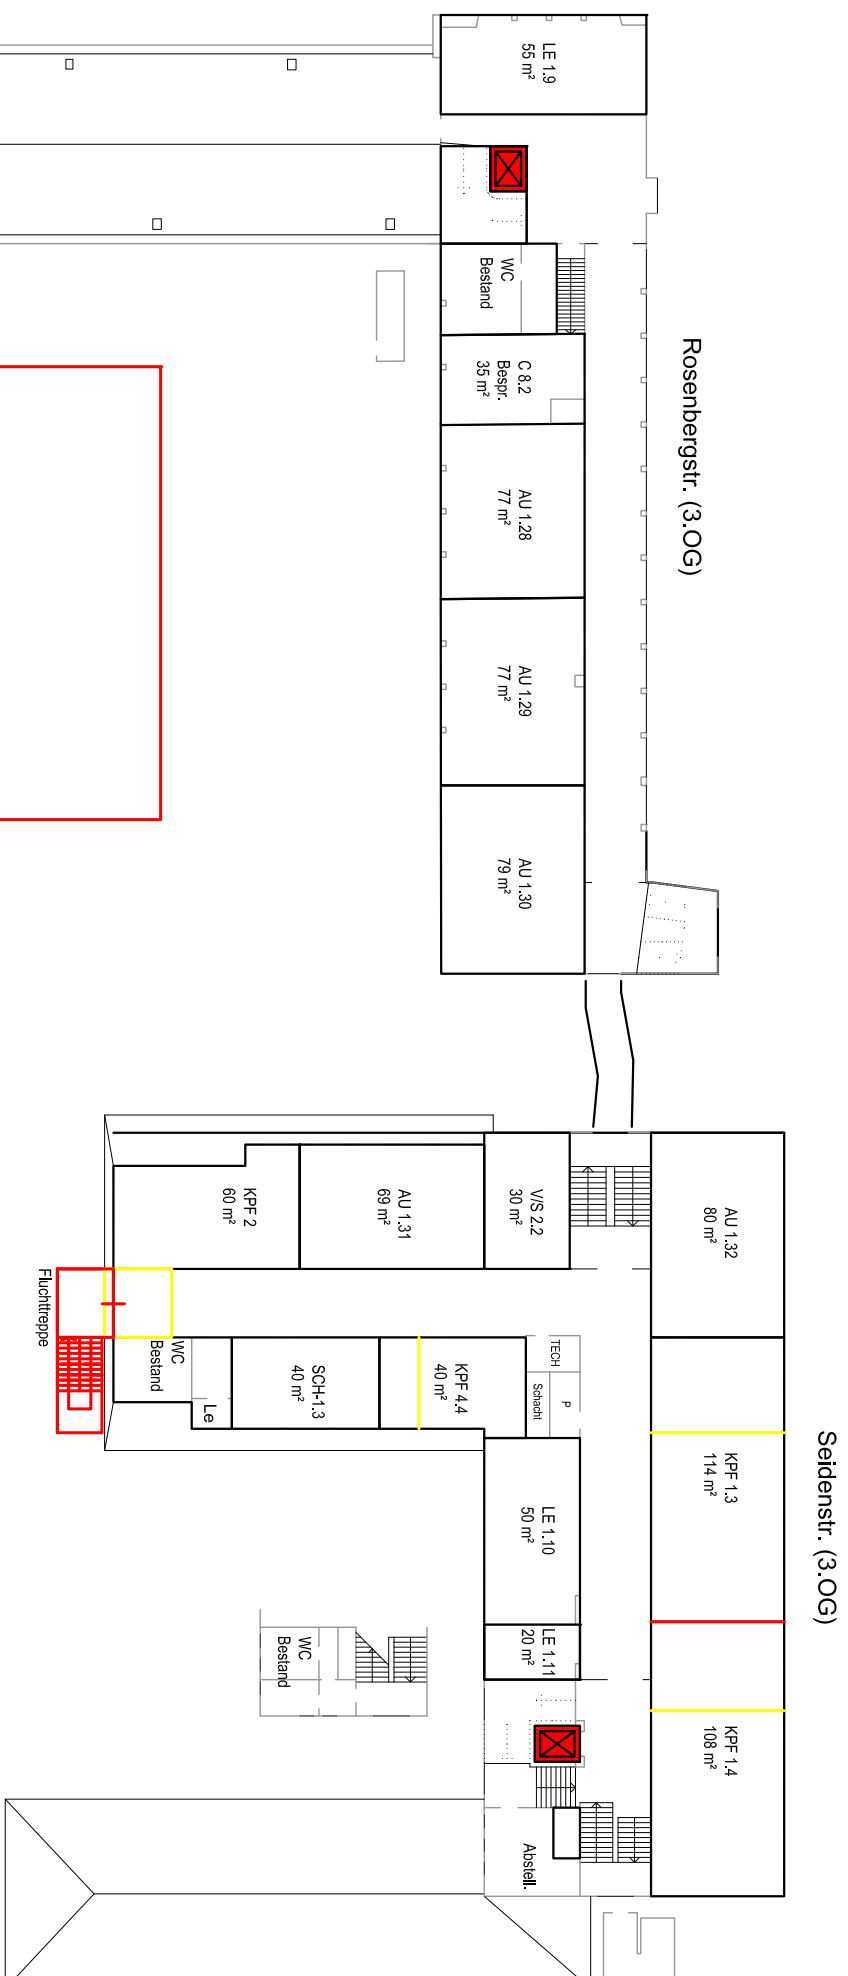 Rosenbergstr. (3.OG)
LE 1.9
55 m²
WC
Bestand
C 8.2
Bespr.
35 m²
AU 1.28
77 m²
AU 1.29
77 m²
AU 1.30
79 m²
Seidenstr. (3.OG)
AU 1.32
80 m²
KPF 1.3
114 m²
KPF 1.4
108 m²
V/S 2.2
30 m²
AU 1.31
69 m²
KPF 2
60 m²
Fluchttreppe
WC
Bestand
Le
SCH-1.3
40 m²
KPF 4.4
40 m²
TECH
Schacht
P
LE 1.10
50 m²
LE 1.11
20 m²
WC
Bestand
Abstell.